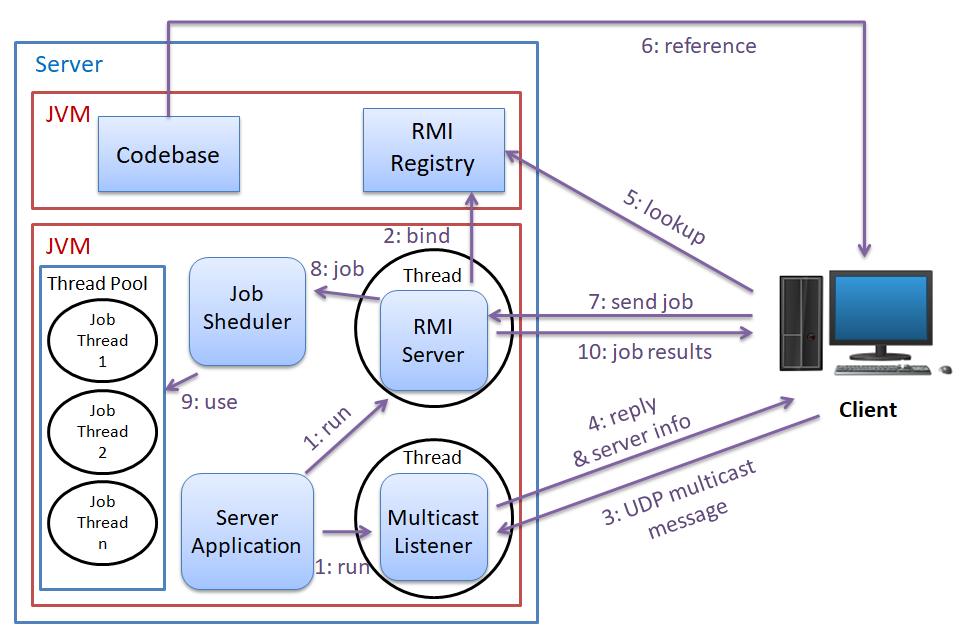 6: reference
Server
JVM
Codebase
RMI
Registry
5: lookup
2: bind
JVM
Thread Pool
Job
Thread
1
Job
Thread
2
Job
Thread
n
Job
Sheduler
8: job
Thread
RMI
Server
7: send job
10: job results
9: use
1: run
Client
4: reply
& server info
3: UDP multicast
message
Thread
Multicast
Listener
Server
Application
1: run